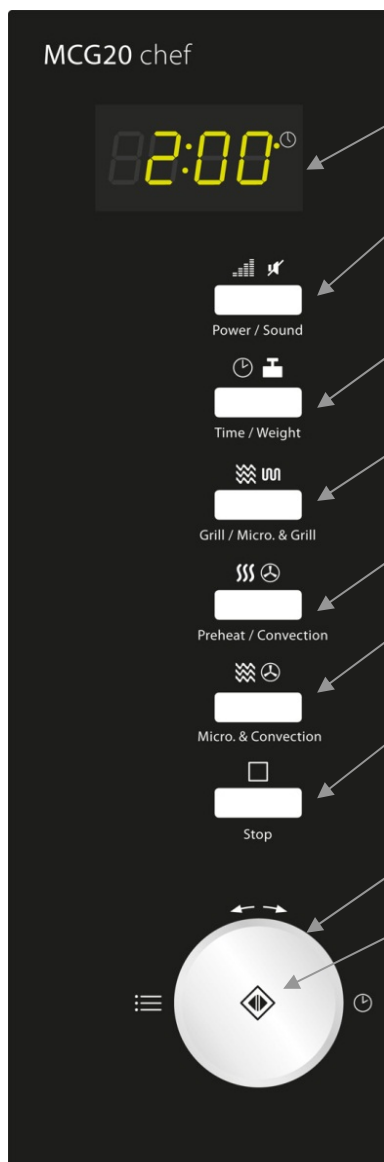 MCG20 chef
2:00
Power / Sound
Time / Weight
Grill / Micro. & Grill
Preheat / Convection
Micro. & Convection
Stop